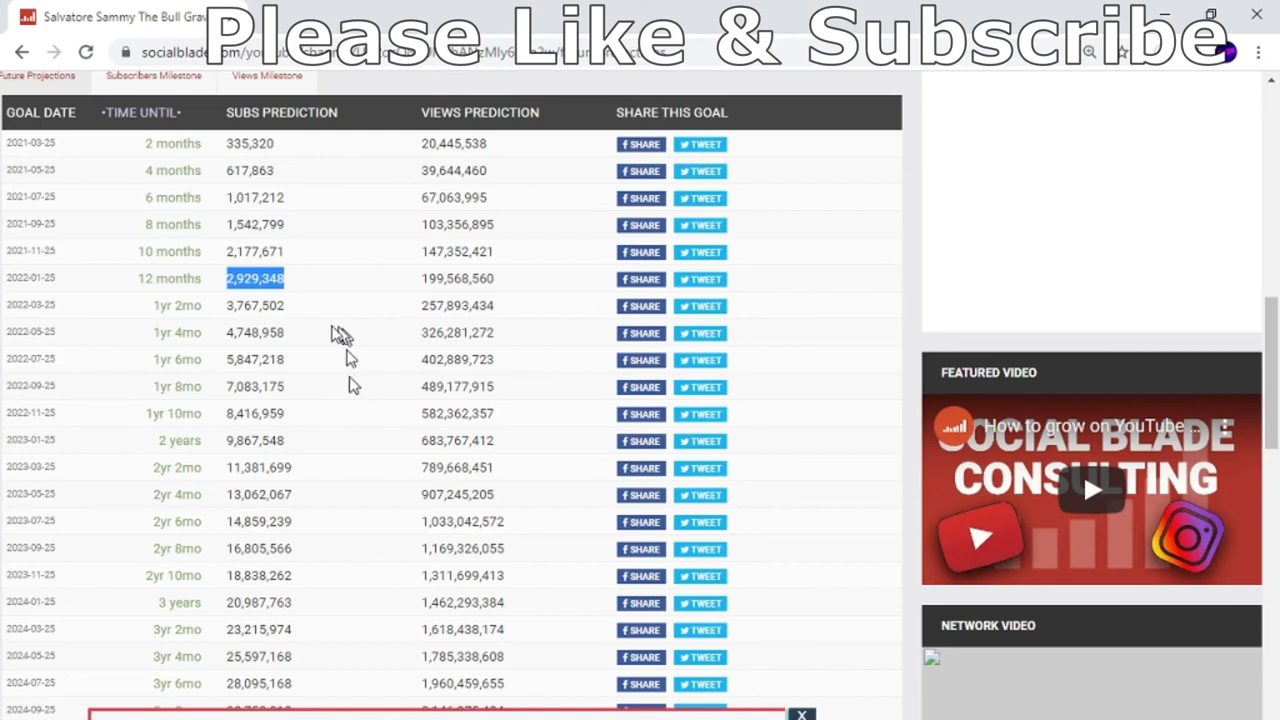 Salvatore Sammy The Bull Grav
Please Like & Subscribe
socialblade.com/
Future Projections Subscribers Milestone Views Milestone
GOAL DATE •TIME UNTIL• SUBS PREDICTION VIEWS PREDICTION SHARE THIS GOAL
2021-03-25 2 months 335,320 20,445,538 SHARE TWEET
2021-05-25 4 months 617,863 39,644,460 SHARE TWEET
2021-07-25 6 months 1,017,212 67,063,995 SHARE TWEET
2021-09-25 8 months 1,542,799 103,356,895 SHARE TWEET
2021-11-25 10 months 2,177,671 147,352,421 SHARE TWEET
2022-01-25 12 months 2,929,348 199,568,560 SHARE TWEET
2022-03-25 1yr 2mo 3,767,502 257,893,434 SHARE TWEET
2022-05-25 1yr 4mo 4,748,958 326,281,272 SHARE TWEET
2022-07-25 1yr 6mo 5,847,218 402,889,723 SHARE TWEET
2022-09-25 1yr 8mo 7,083,175 489,177,915 SHARE TWEET
2022-11-25 1yr 10mo 8,416,959 582,362,357 SHARE TWEET
2023-01-25 2 years 9,867,548 683,767,412 SHARE TWEET
2023-03-25 2yr 2mo 11,381,699 789,668,451 SHARE TWEET
2023-05-25 2yr 4mo 13,062,067 907,245,205 SHARE TWEET
2023-07-25 2yr 6mo 14,859,239 1,033,042,572 SHARE TWEET
2023-09-25 2yr 8mo 16,805,566 1,169,326,055 SHARE TWEET
2023-11-25 2yr 10mo 18,838,262 1,311,699,413 SHARE TWEET
2024-01-25 3 years 20,987,763 1,462,293,384 SHARE TWEET
2024-03-25 3yr 2mo 23,215,974 1,618,438,174 SHARE TWEET
2024-05-25 3yr 4mo 25,597,168 1,785,338,608 SHARE TWEET
2024-07-25 3yr 6mo 28,095,168 1,960,459,655 SHARE TWEET
2024-09-25
X
FEATURED VIDEO
How to grow on YouTube ...
SOCIAL BLADE
CONSULTING
NETWORK VIDEO